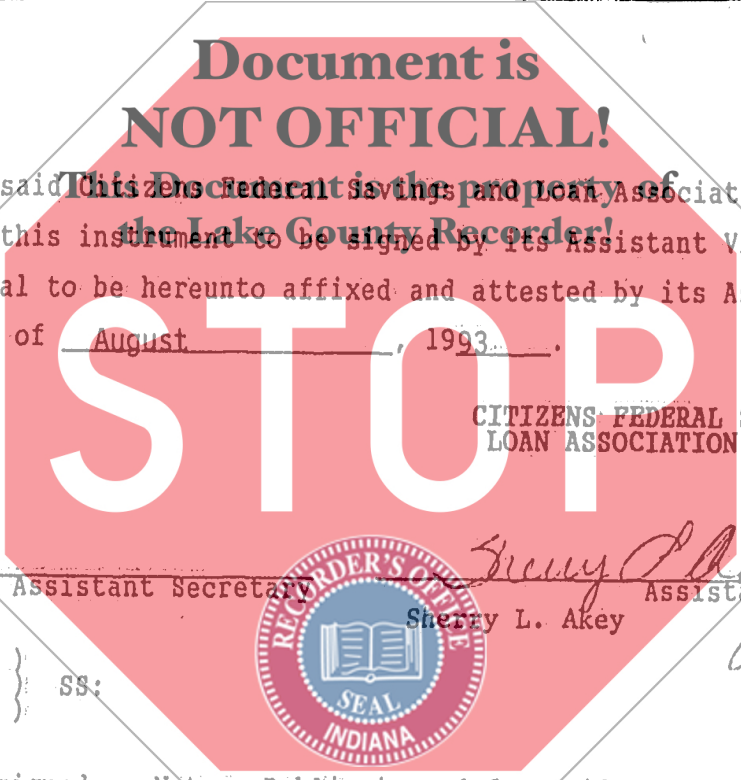 Document is
NOT OFFICIAL!
This Document is the property of
the Lake County Recorder!
said Citizens Federal Savings and Loan Associat
this instrument to be signed by its Assistant V
al to be hereunto affixed and attested by its A
of August, 1993.
STOP
CITIZENS FEDERAL
LOAN ASSOCIATION
Assistant Secretary
Assista
Sherry L. Akey
RECORDER'S OFFICE
SEAL
INDIANA
SS: